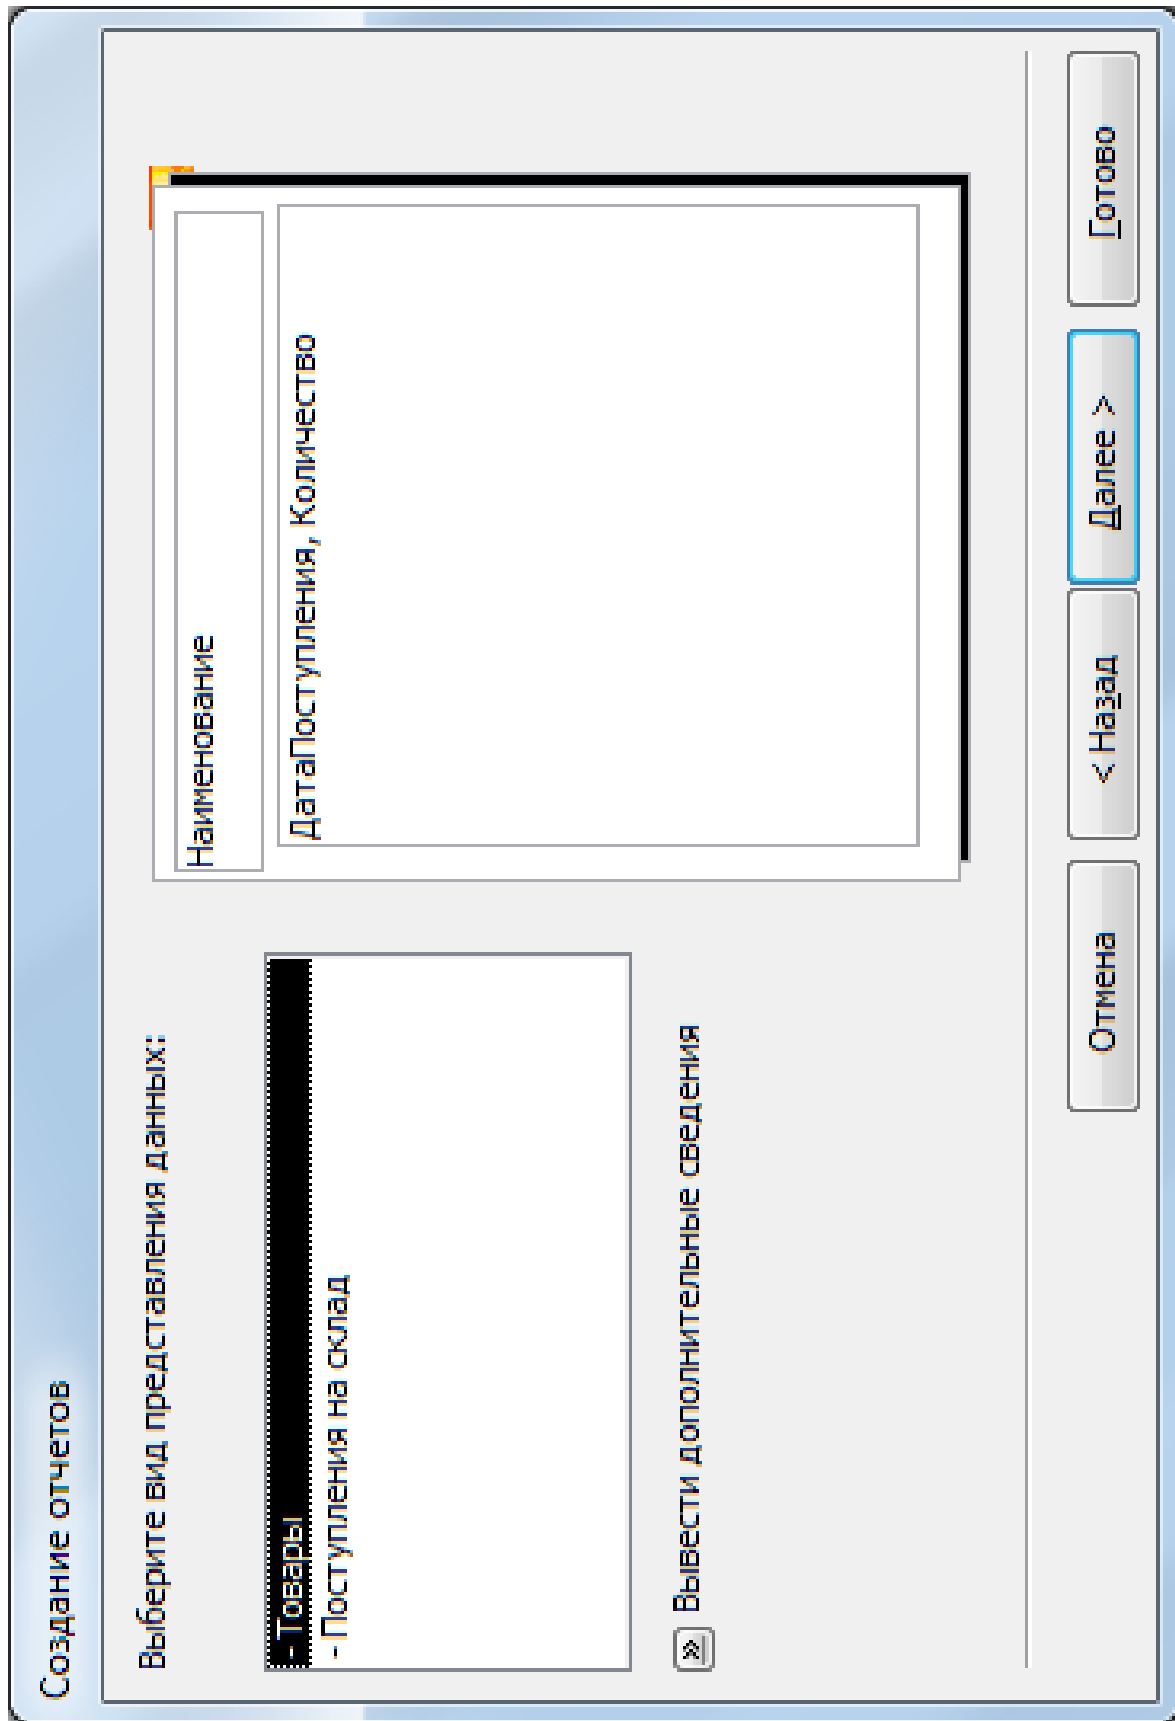 Создание отчетов
Выберите вид представления данных:
- Товары
- Поступления на склад
Наименование
ДатаПоступления, Количество
» Вывести дополнительные сведения
Отмена
< Назад
Далее >
Готово